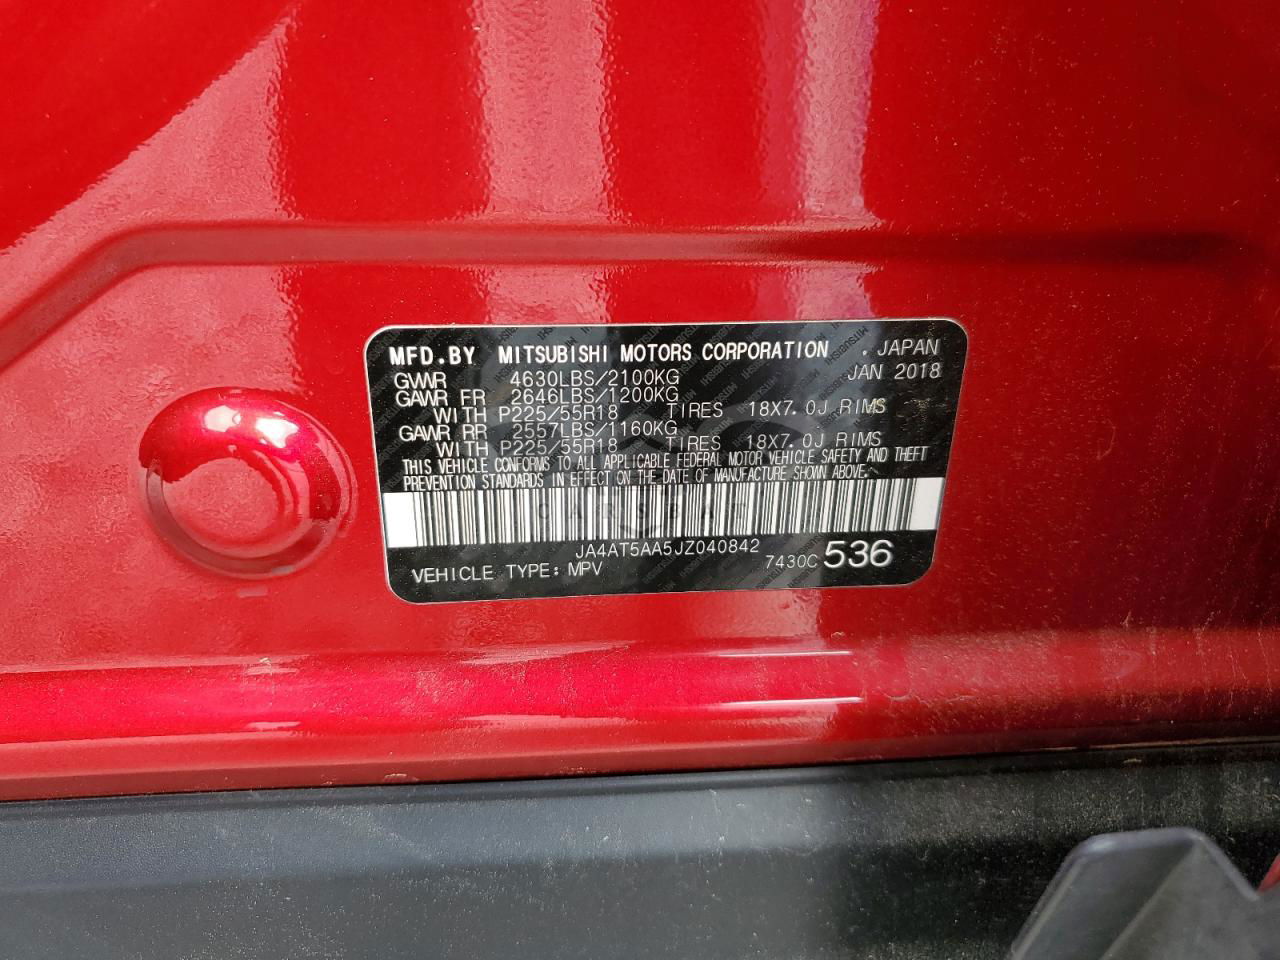 MFD.BY MITSUBISHI MOTORS CORPORATION . JAPAN
GVWR 4630LBS/2100KG JAN 2018
GAWR FR 2646LBS/1200KG
WITH P225/55R18 TIRES 18X7.0J RIMS
GAWR RR 2557LBS/1160KG
WITH P225/55R18 TIRES 18X7.0J RIMS
THIS VEHICLE CONFORMS TO ALL APPLICABLE FEDERAL MOTOR VEHICLE SAFETY AND THEFT
PREVENTION STANDARDS IN EFFECT ON THE DATE OF MANUFACTURE SHOWN ABOVE.
JA4AT5AA5JZ040842
VEHICLE TYPE: MPV 7430C 536